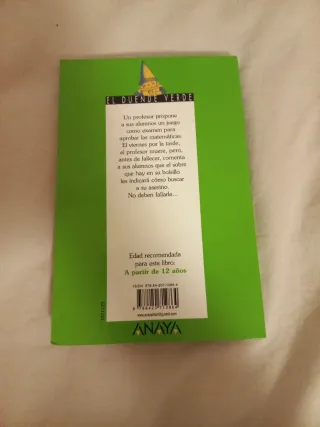 EL DUENDE VERDE
Un profesor propone
a sus alumnos un juego
como examen para
aprobar las matemáticas.
El viernes por la tarde,
el profesor muere, pero,
antes de fallecer, comenta
a sus alumnos que el sobre
que hay en su bolsillo
les indicará cómo buscar
a su asesino.
No deben fallarle...
Edad recomendada
para este libro:
A partir de 12 años
ANAYA